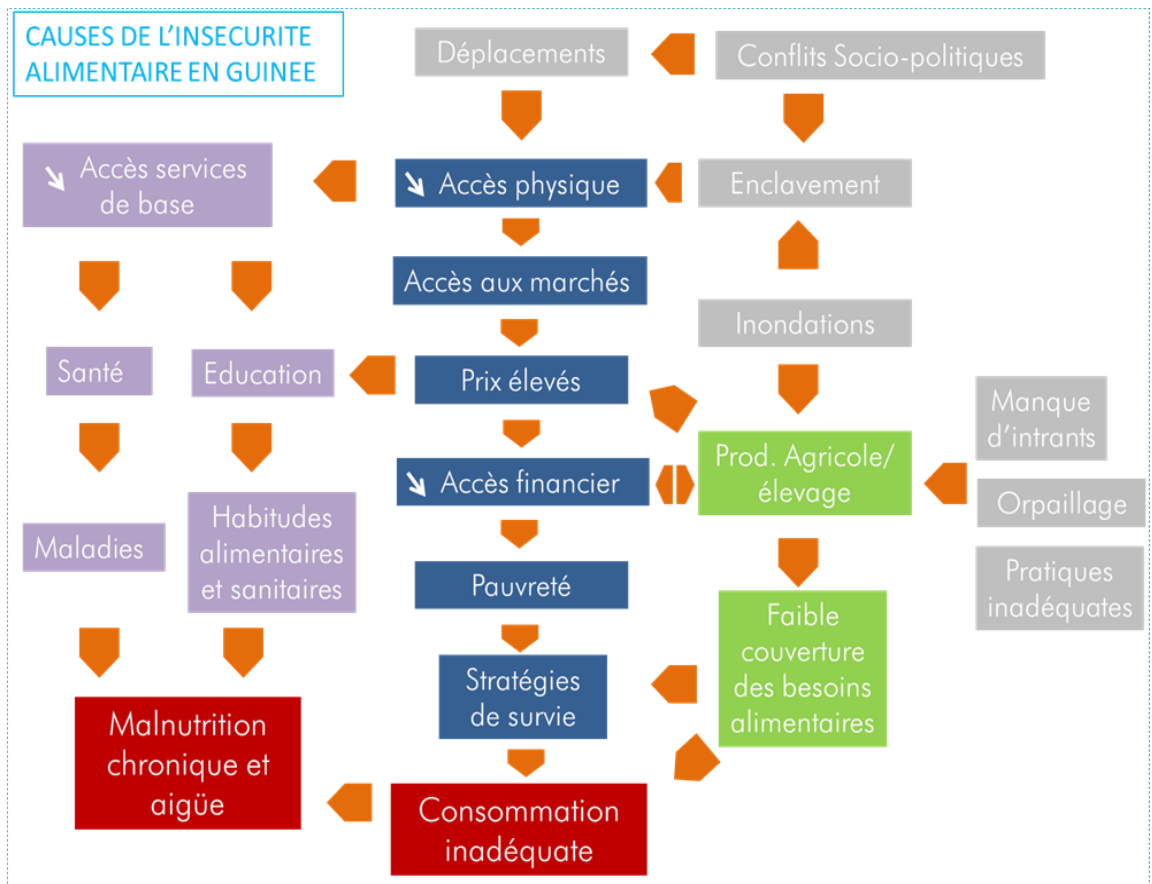 CAUSES DE L'INSECURITE
ALIMENTAIRE EN GUINEE
Déplacements
Conflits Socio-politiques
Accès services
de base
Accès physique
Enclavement
Accès aux marchés
Inondations
Santé
Education
Prix élevés
Manque
d'intrants
Accès financier
Prod. Agricole/
élevage
Orpaillage
Maladies
Habitudes
alimentaires
et sanitaires
Pauvreté
Pratiques
inadéquates
Faible
couverture
des besoins
alimentaires
Stratégies
de survie
Malnutrition
chronique et
aigüe
Consommation
inadéquate